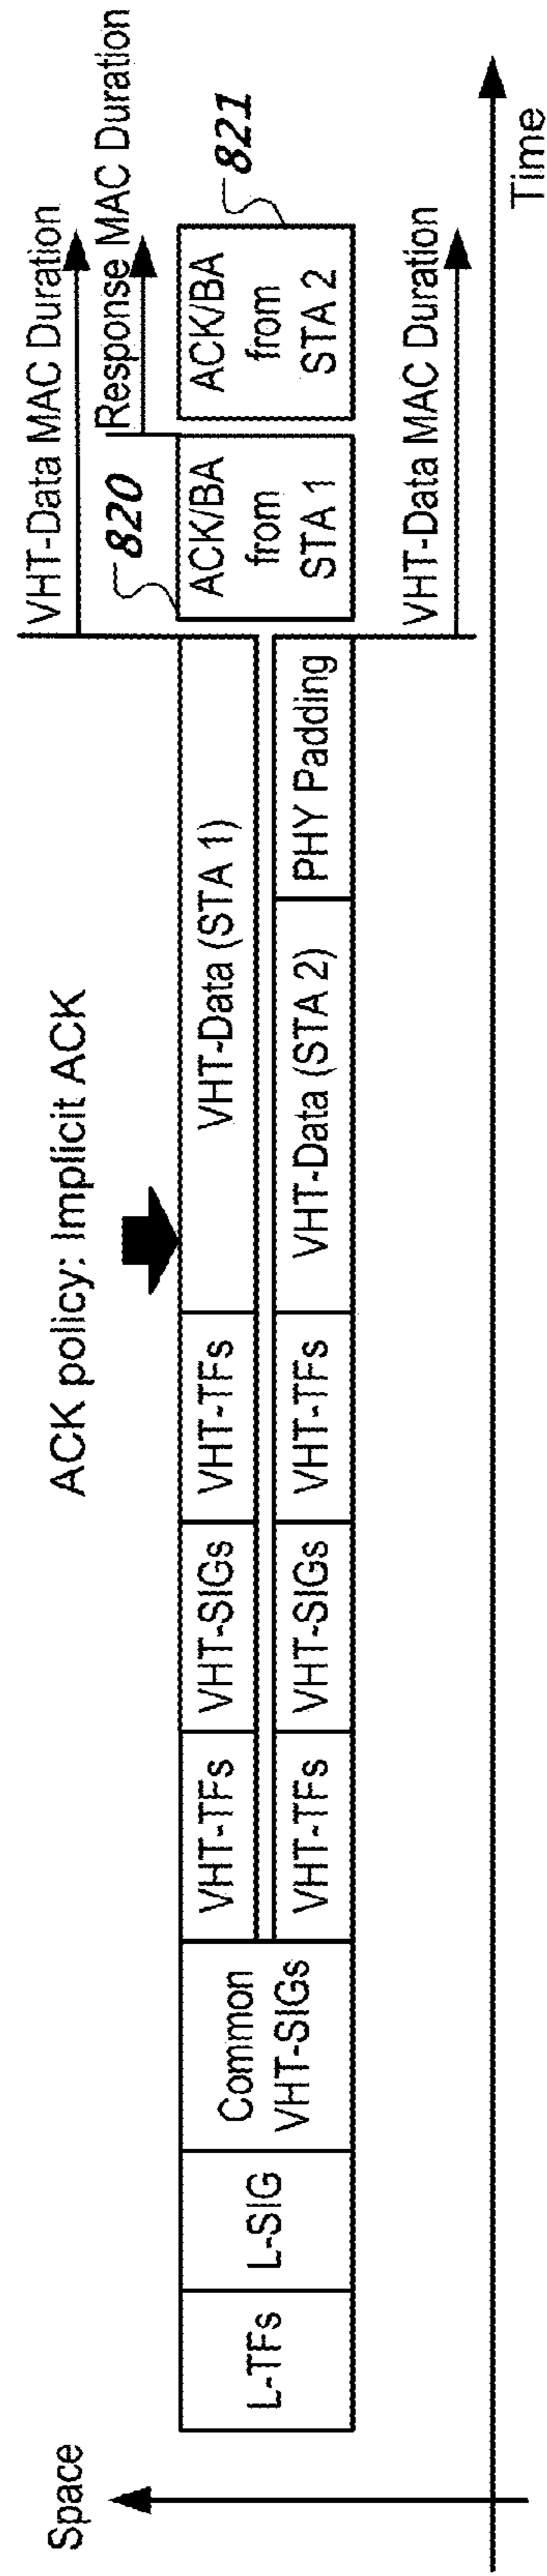 Space
ACK policy: Implicit ACK
VHT-Data MAC Duration
Response MAC Duration
820
821
L-TFs
L-SIG
Common
VHT-SIGs
VHT-TFs
VHT-SIGs
VHT-TFs
VHT-Data (STA 1)
VHT-TFs
VHT-SIGs
VHT-TFs
VHT-Data (STA 2)
PHY Padding
ACK/BA
from
STA 1
ACK/BA
from
STA 2
VHT-Data MAC Duration
Time